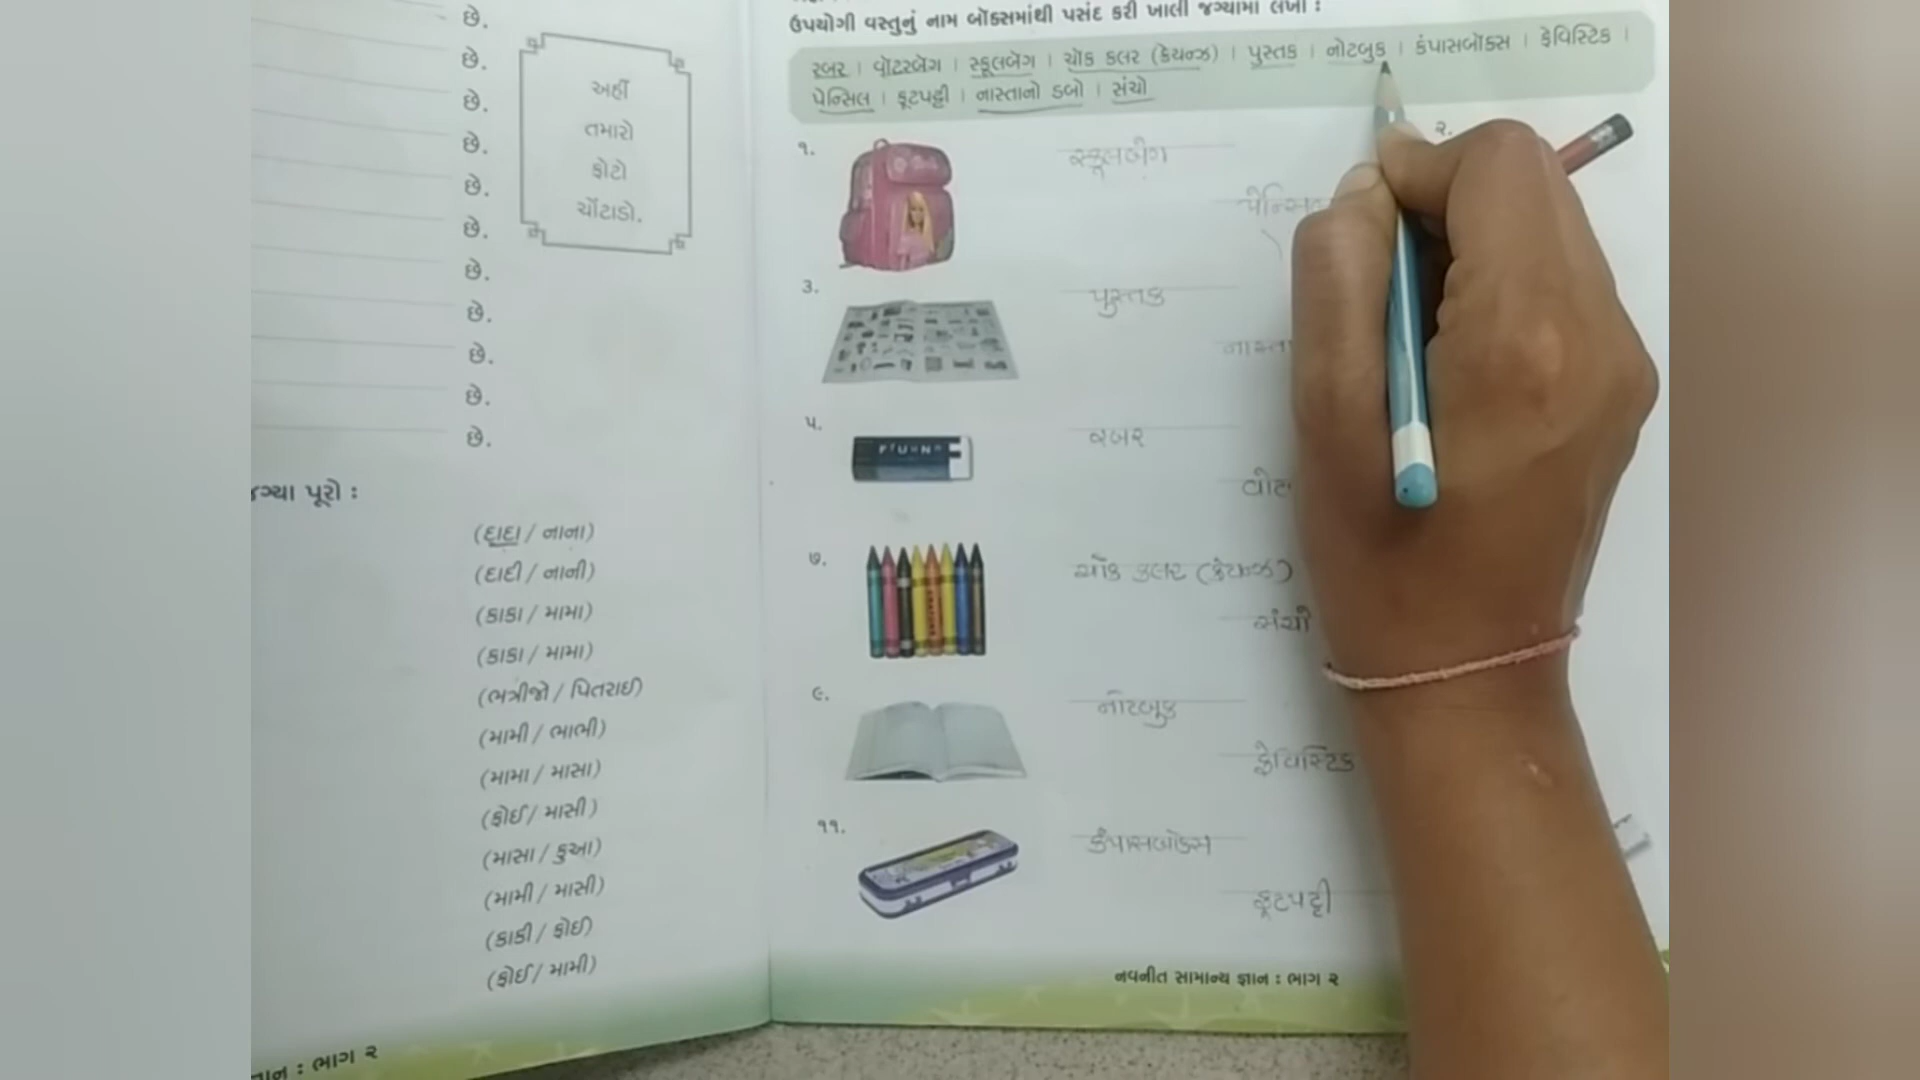 છે.
છે.
છે.
છે.
છે.
છે.
છે.
છે.
છે.
છે.
છે.
અહીં
તમારો
ફોટો
ચોંટાડો.
જગ્યા પૂરો :
(દાદા / નાના)
(દાદી / નાની)
(કાકા / મામા)
(કાકા / મામા)
(ભત્રીજો / પિતરાઈ)
(મામી / ભાભી)
(મામા / માસા)
(ફોઈ / માસી)
(માસા / ફુઆ)
(મામી / માસી)
(કાકી / ફોઈ)
(ફોઈ / મામી)
: ભાગ ૨
ઉપયોગી વસ્તુનું નામ બૉક્સમાંથી પસંદ કરી ખાલી જગ્યામાં લખો :
રબર | વૉટરબૅગ | સ્કૂલબૅગ | ચૉક કલર (ક્રેયન્ઝ) | પુસ્તક | નોટબુક | કંપાસબૉક્સ | ફેવિસ્ટિક |
પેન્સિલ | ફૂટપટ્ટી | નાસ્તાનો ડબો | સંચો
૧.
સ્કૂલબેગ
૨.
૩.
પુસ્તક
૫.
FUN
રબર
૭.
ચૉક કલર (ક્રેયન્ઝ)
સંચો
૯.
નોટબુક
ફેવિસ્ટિક
૧૧.
કંપાસબોક્સ
ફૂટપટ્ટી
નવનીત સામાન્ય જ્ઞાન : ભાગ ૨